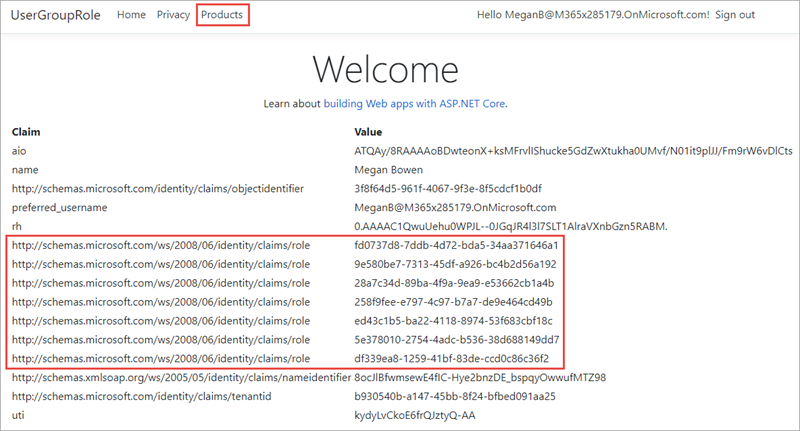 UserGroupRole Home Privacy Products Hello MeganB@M365x285179.OnMicrosoft.com! Sign out
Welcome
Learn about building Web apps with ASP.NET Core.
Claim Value
aio ATQAy/8RAAAAoBDwteonX+ksMFrvlIShucke5GdZwXtukha0UMvf/N01it9plJJ/Fm9rW6vDlCts
name Megan Bowen
http://schemas.microsoft.com/identity/claims/objectidentifier 3f8f64d5-961f-4067-9f3e-8f5cdcf1b0df
preferred_username MeganB@M365x285179.OnMicrosoft.com
rh 0.AAAAC1QwuUehu0WPJL--0JGqJR4l3l7SLT1AlraVXnbGzn5RABM.
http://schemas.microsoft.com/ws/2008/06/identity/claims/role fd0737d8-7ddb-4d72-bda5-34aa371646a1
http://schemas.microsoft.com/ws/2008/06/identity/claims/role 9e580be7-7313-45df-a926-bc4b2d56a192
http://schemas.microsoft.com/ws/2008/06/identity/claims/role 28a7c34d-89ba-4f9a-9ea9-e53662cb1a4b
http://schemas.microsoft.com/ws/2008/06/identity/claims/role 258f9fee-e797-4c97-b7a7-de9e464cd49b
http://schemas.microsoft.com/ws/2008/06/identity/claims/role ed43c1b5-ba22-4118-8974-53f683cbf18c
http://schemas.microsoft.com/ws/2008/06/identity/claims/role 5e378010-2754-4adc-b536-38d688149dd7
http://schemas.microsoft.com/ws/2008/06/identity/claims/role df339ea8-1259-41bf-83de-ccd0c86c36f2
http://schemas.xmlsoap.org/ws/2005/05/identity/claims/nameidentifier 8ocJlBfwmsewE4fIC-Hye2bnzDE_bspqyOwwufMTZ98
http://schemas.microsoft.com/identity/claims/tenantid b930540b-a147-45bb-8f24-bfbed091aa25
uti kydyLvCkoE6frQJztyQ-AA